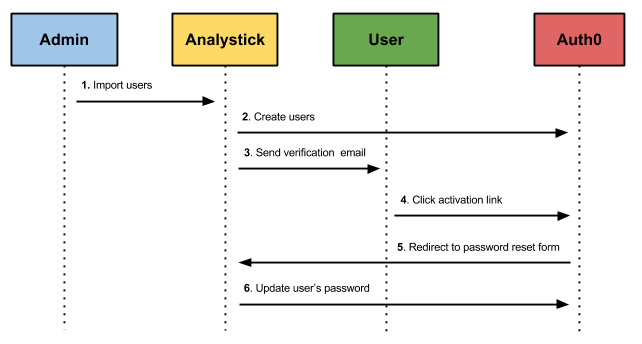 Admin
Analystick
User
Auth0
1. Import users
2. Create users
3. Send verification email
4. Click activation link
5. Redirect to password reset form
6. Update user's password